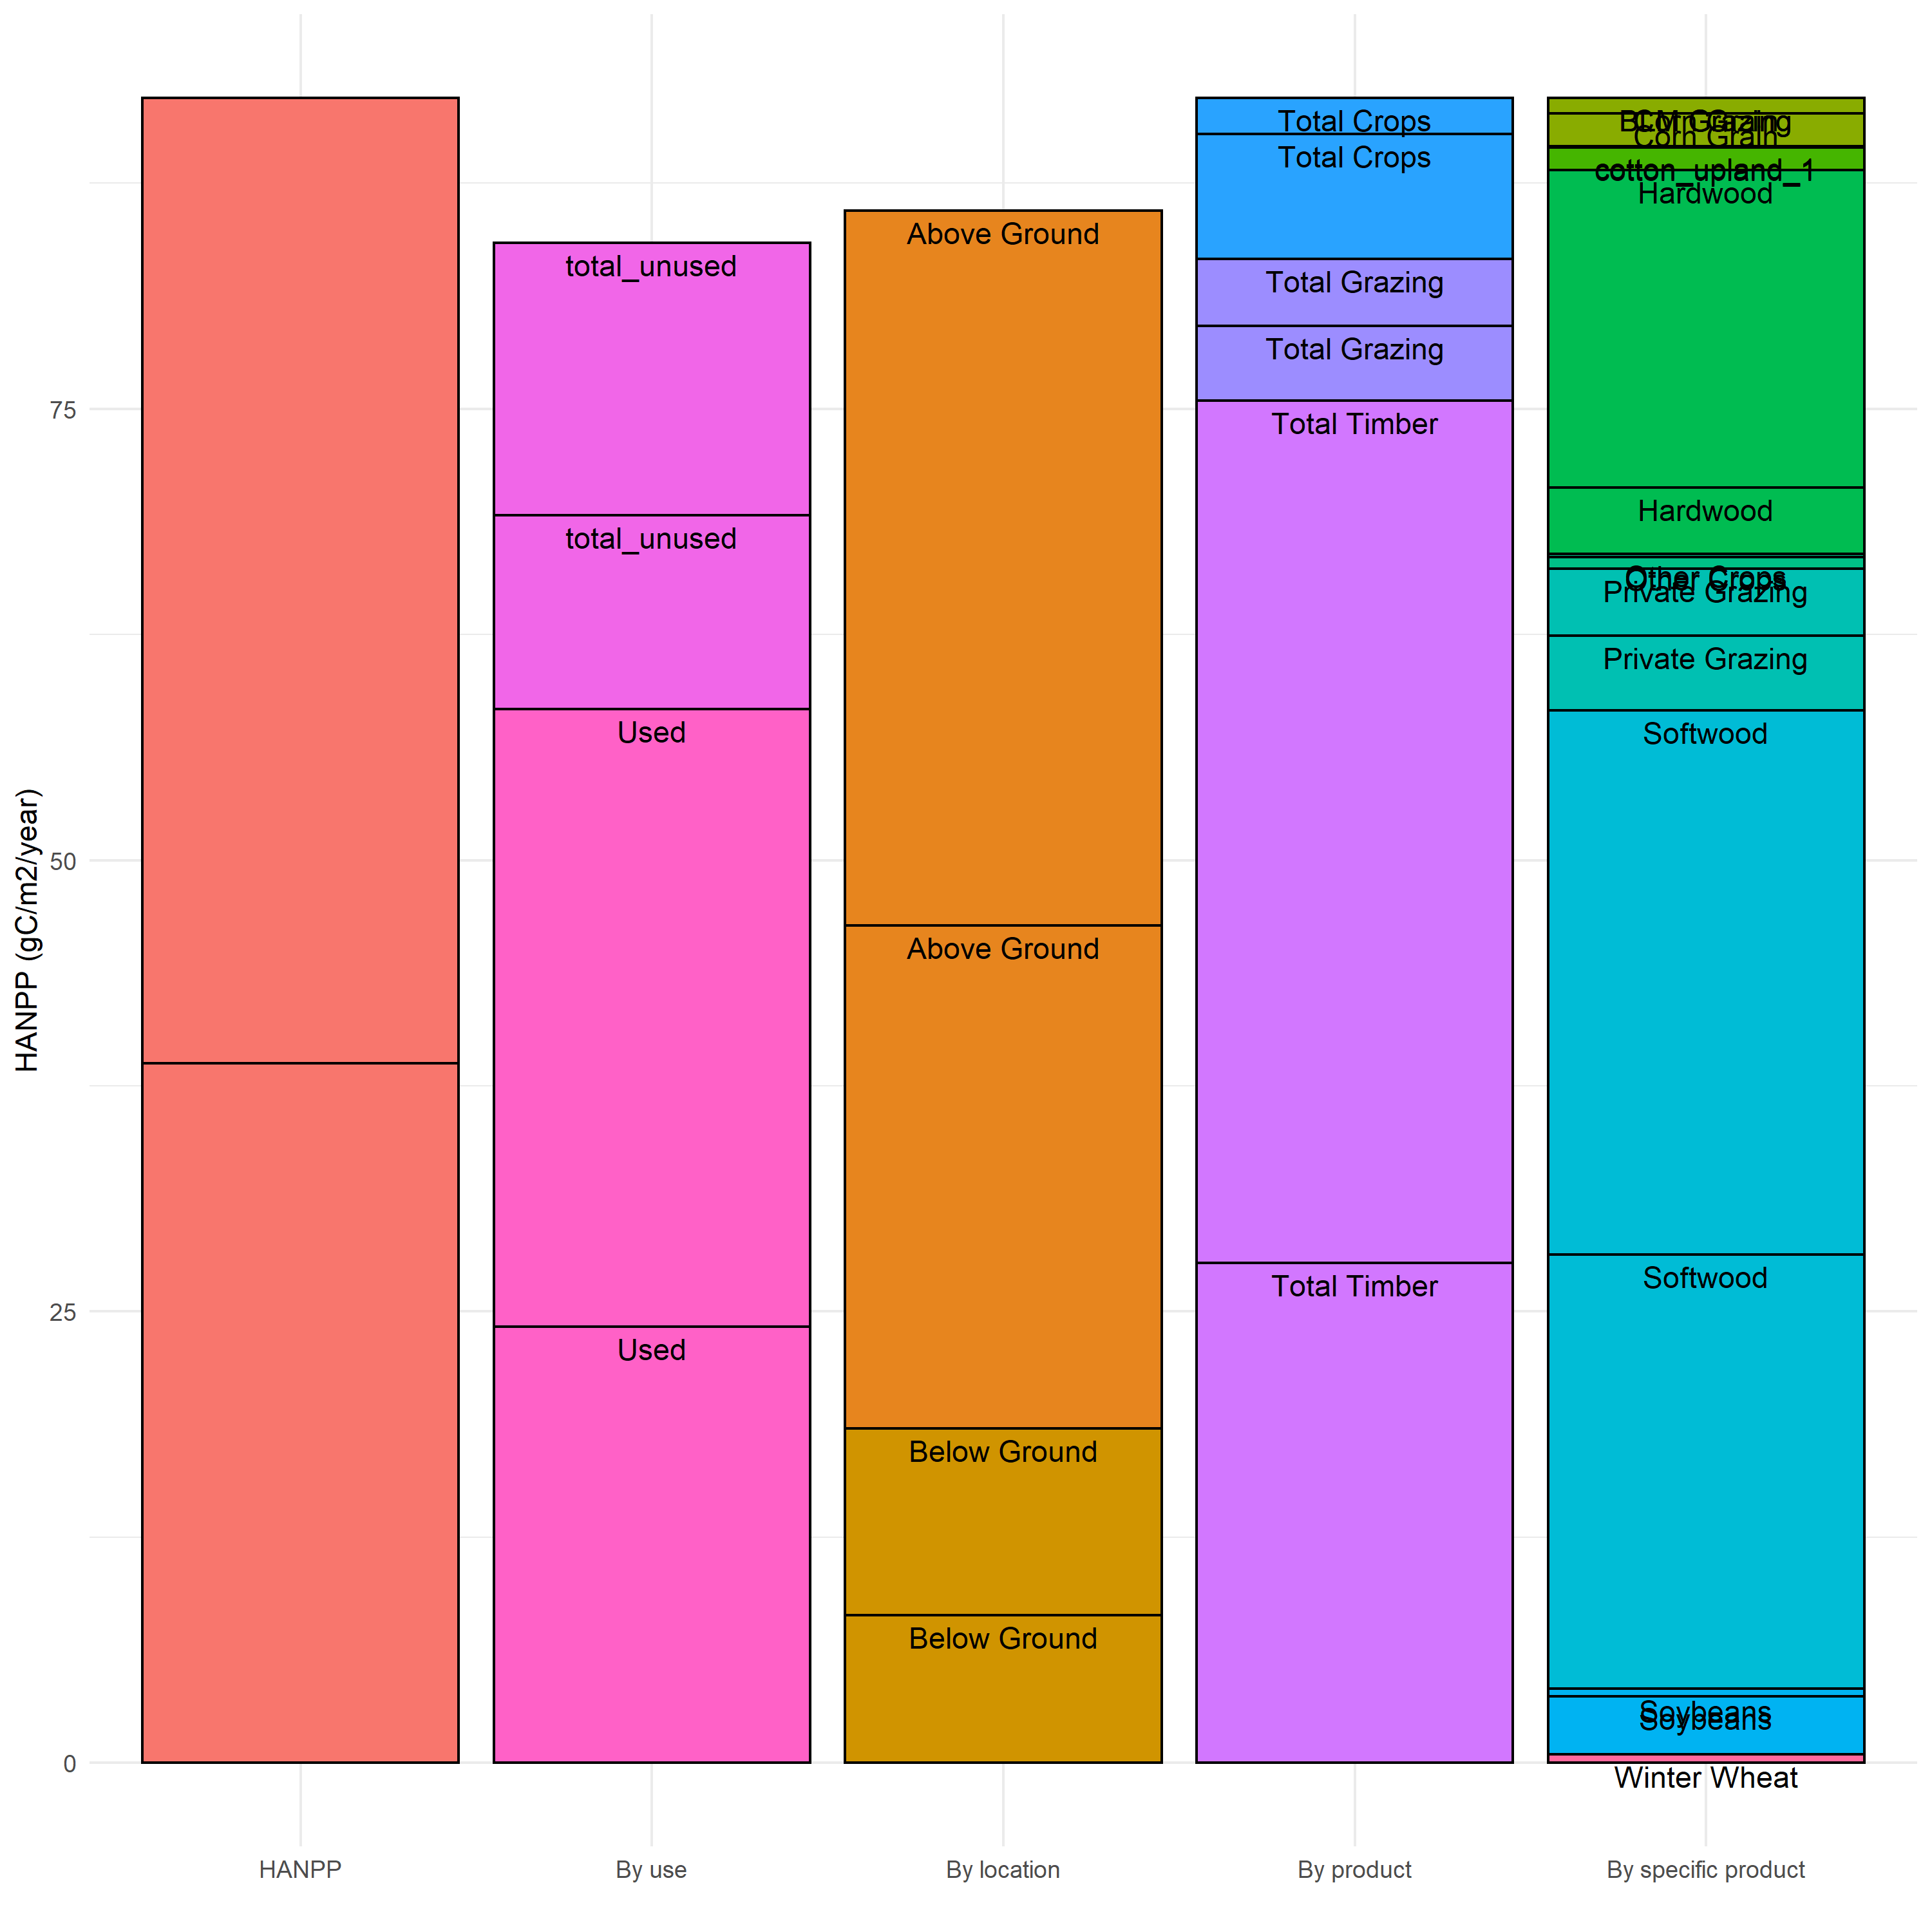 HANPP (gC/m2/year)
75
50
25
0
total_unused
total_unused
Used
Used
Above Ground
Above Ground
Below Ground
Below Ground
Total Crops
Total Crops
Total Grazing
Total Grazing
Total Timber
Total Timber
BLM Grazing
Corn Grain
Corn Grain
cotton_upland_1
Hardwood
Hardwood
Other Crops
Private Grazing
Private Grazing
Softwood
Softwood
Soybeans
Soybeans
Winter Wheat
HANPP
By use
By location
By product
By specific product